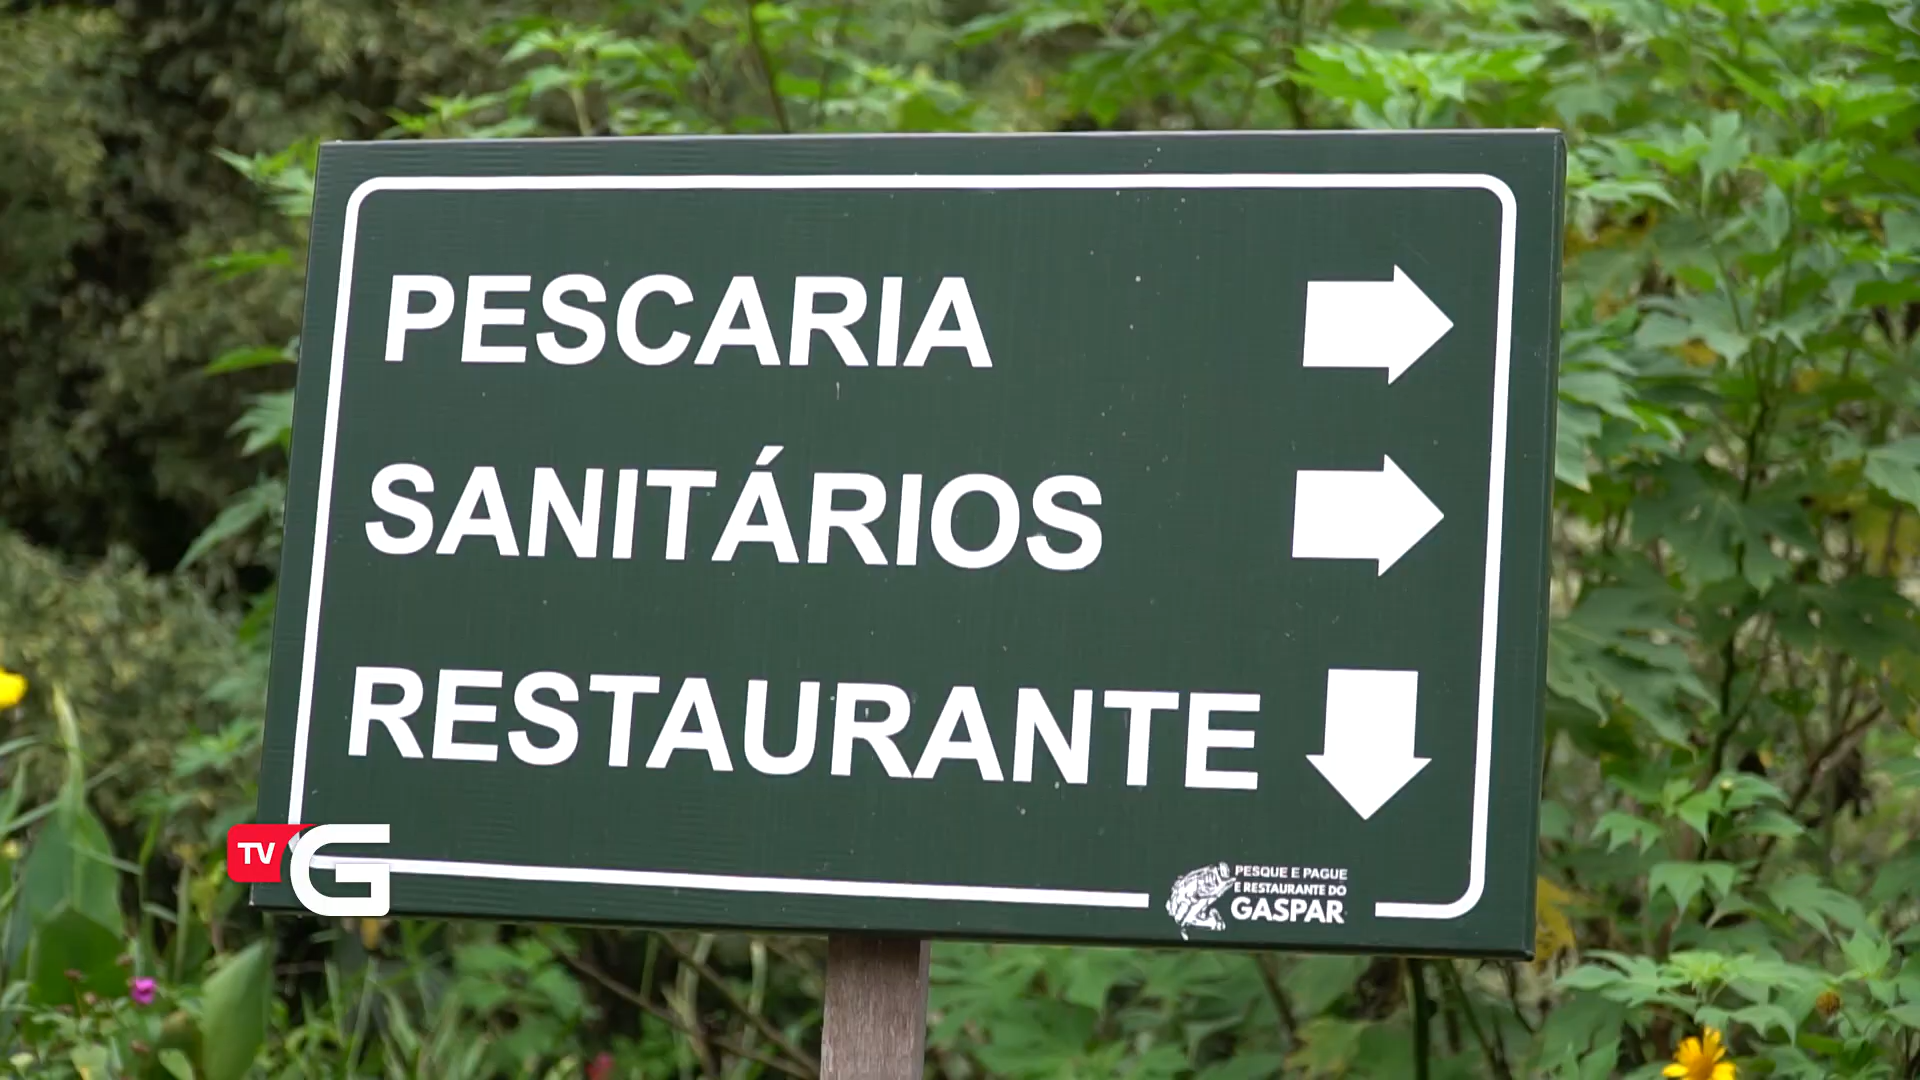 PESCARIA
SANITÁRIOS
RESTAURANTE
TV G
PESQUE E PAGUE
E RESTAURANTE DO
GASPAR